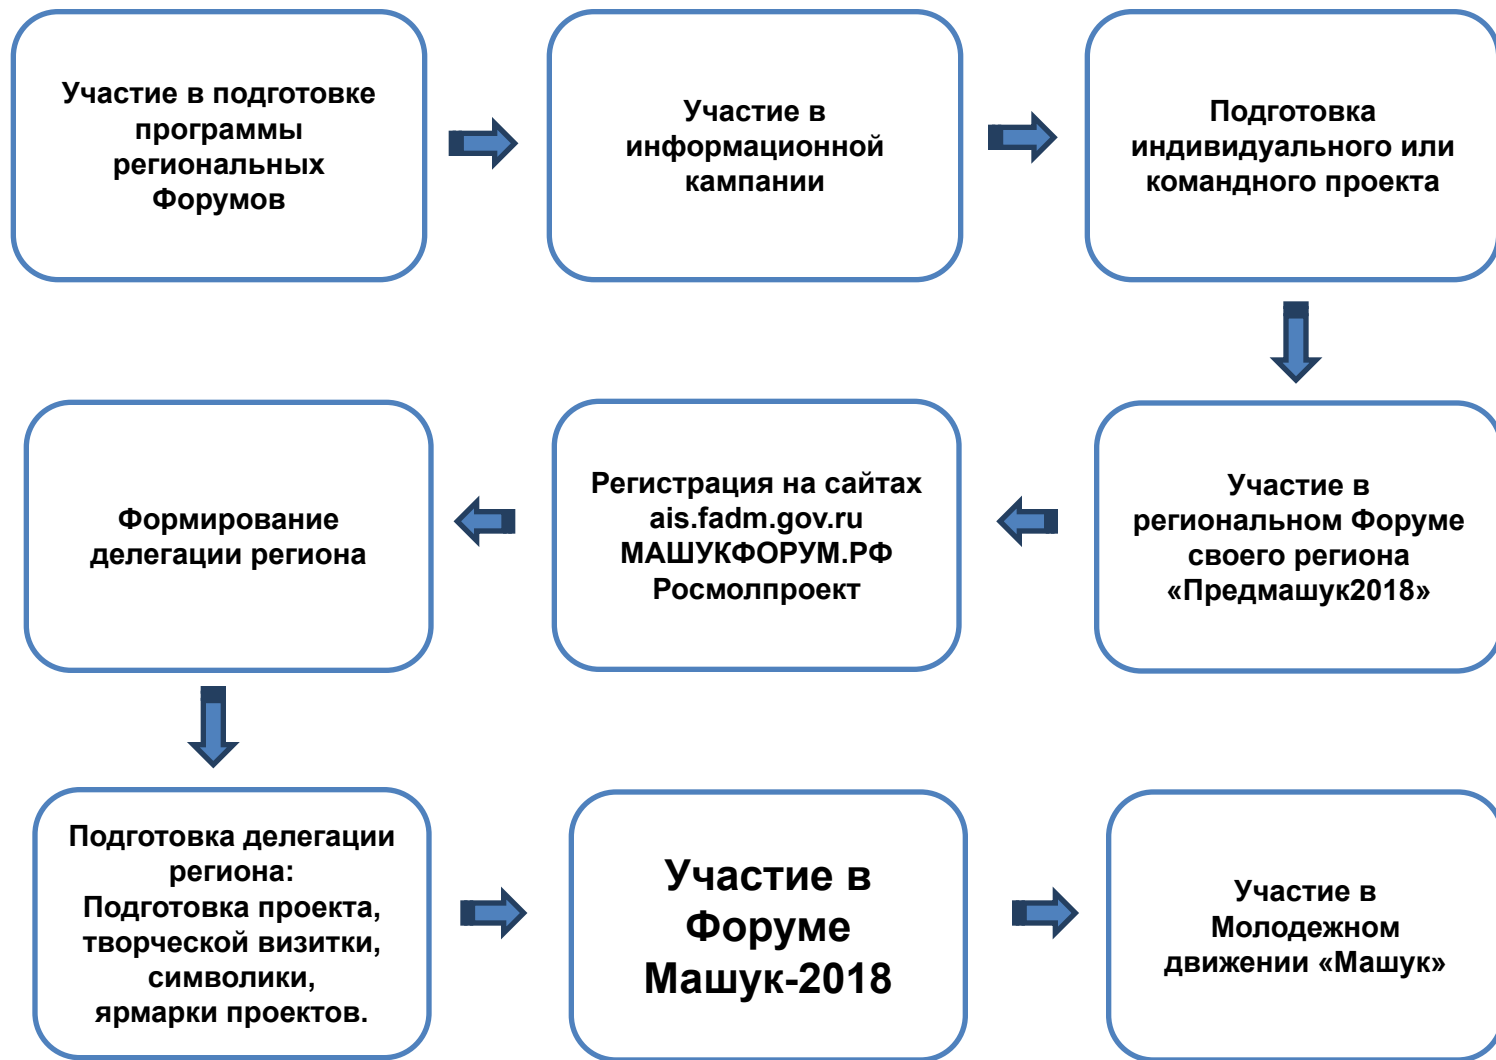 Участие в подготовке
программы
региональных
Форумов
Участие в
информационной
кампании
Подготовка
индивидуального или
командного проекта
Участие в
региональном Форуме
своего региона
«Предмашук2018»
Регистрация на сайтах
ais.fadm.gov.ru
МАШУКФОРУМ.РФ
Росмолпроект
Формирование
делегации региона
Подготовка делегации
региона:
Подготовка проекта,
творческой визитки,
символики,
ярмарки проектов.
Участие в
Форуме
Машук-2018
Участие в
Молодежном
движении «Машук»